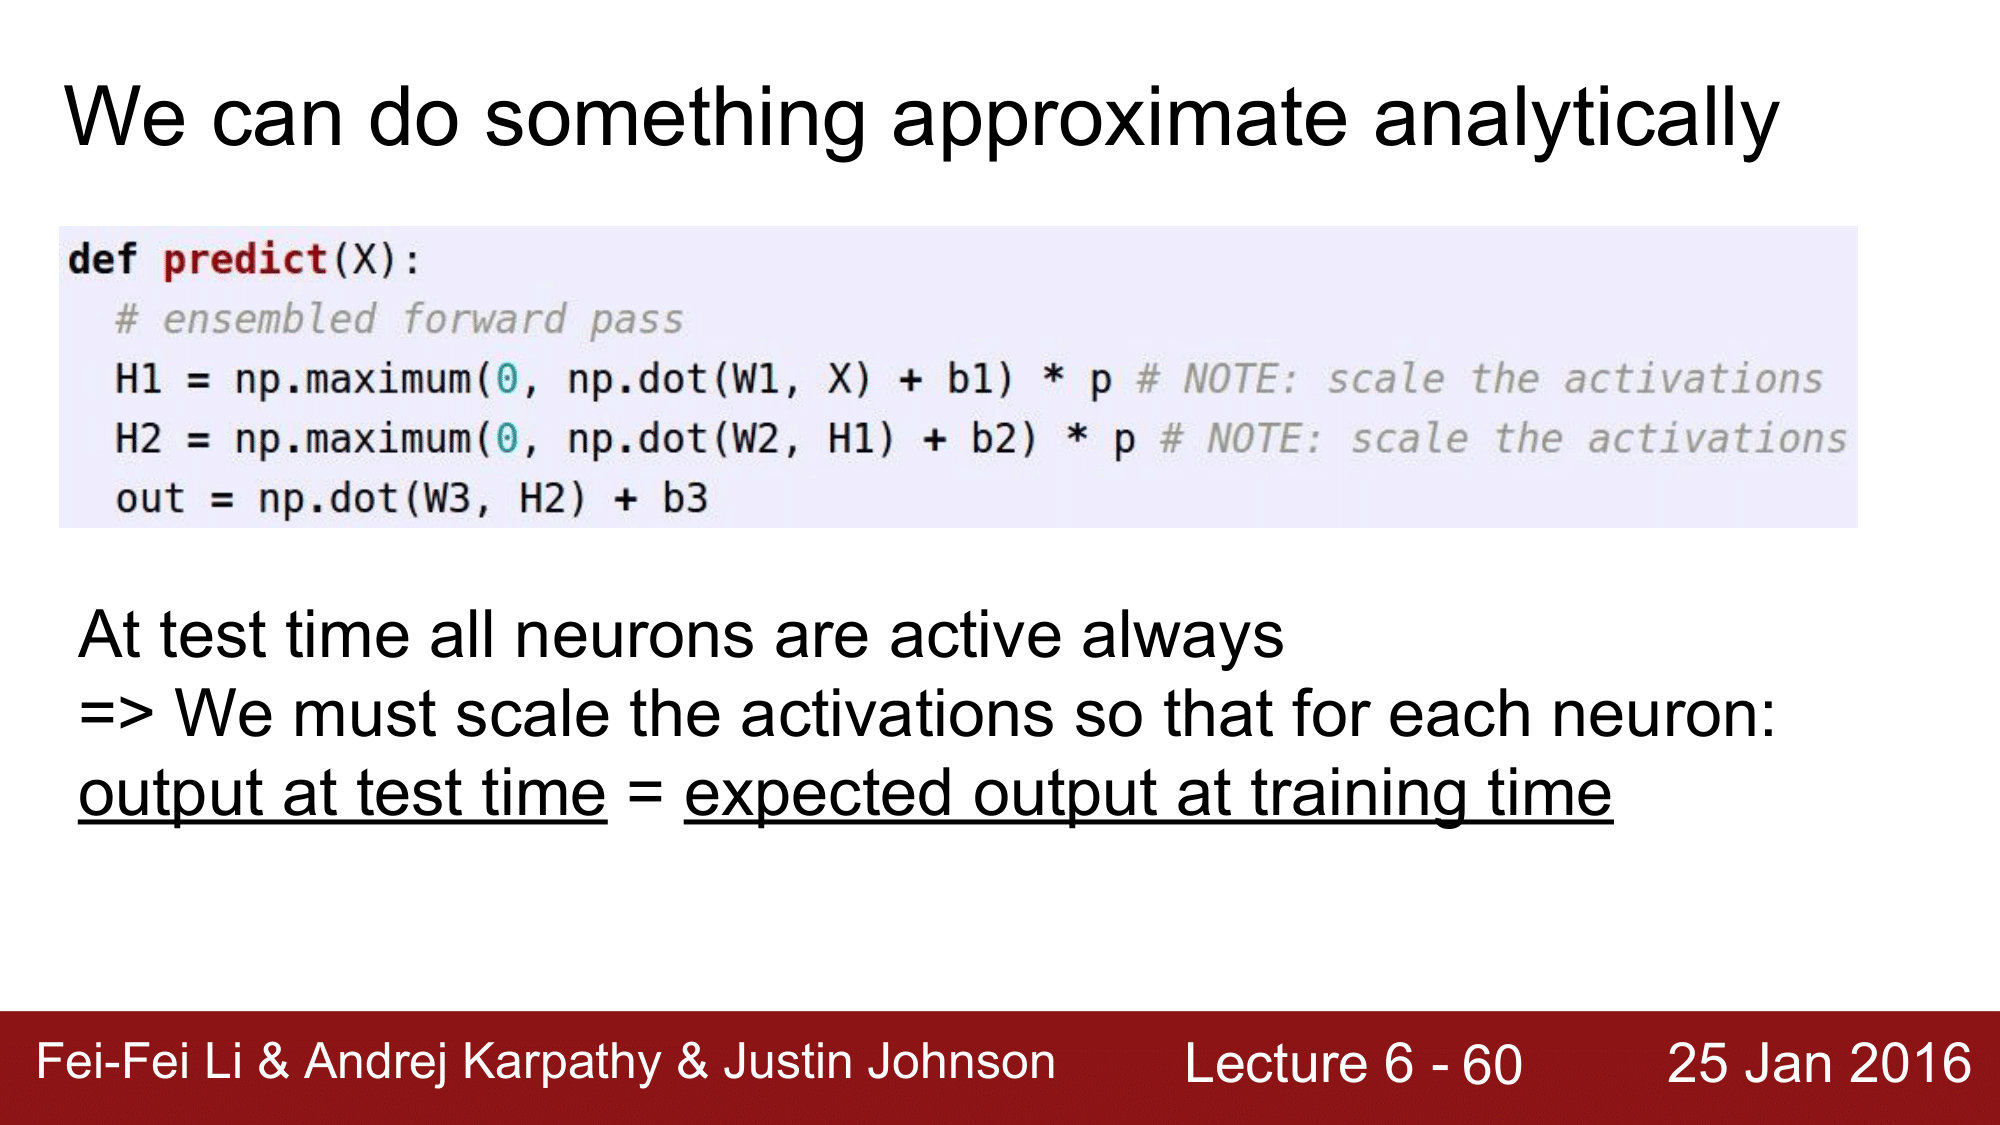 We can do something approximate analytically
def predict(X):
# ensembled forward pass
H1 = np.maximum(0, np.dot(W1, X) + b1) * p # NOTE: scale the activations
H2 = np.maximum(0, np.dot(W2, H1) + b2) * p # NOTE: scale the activations
out = np.dot(W3, H2) + b3
At test time all neurons are active always
=> We must scale the activations so that for each neuron:
output at test time = expected output at training time
Fei-Fei Li & Andrej Karpathy & Justin Johnson Lecture 6 - 60 25 Jan 2016